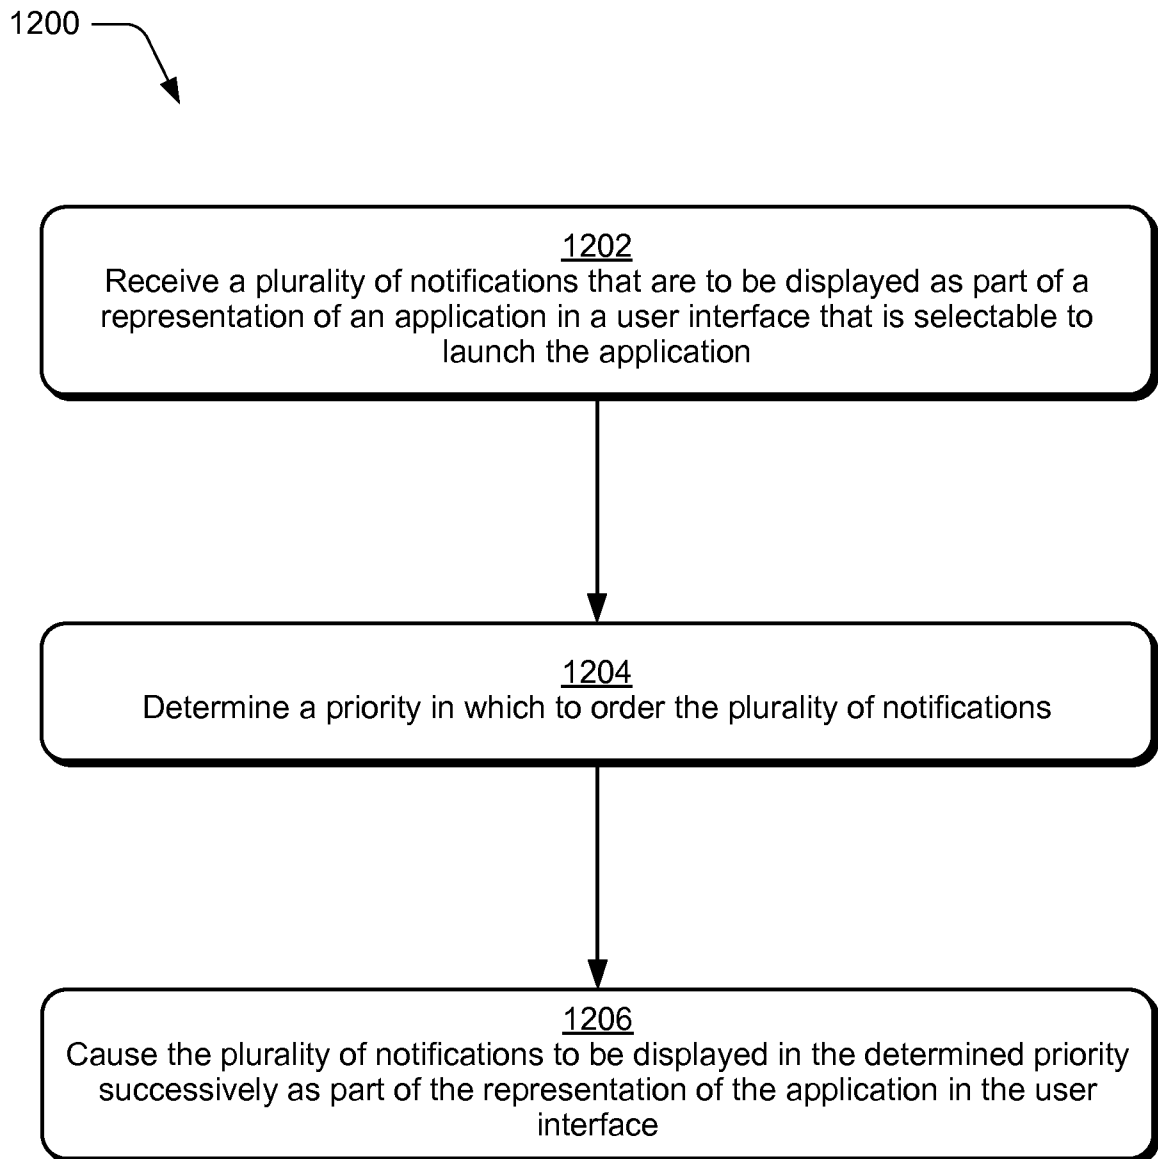 1200
1202
Receive a plurality of notifications that are to be displayed as part of a
representation of an application in a user interface that is selectable to
launch the application
1204
Determine a priority in which to order the plurality of notifications
1206
Cause the plurality of notifications to be displayed in the determined priority
successively as part of the representation of the application in the user
interface